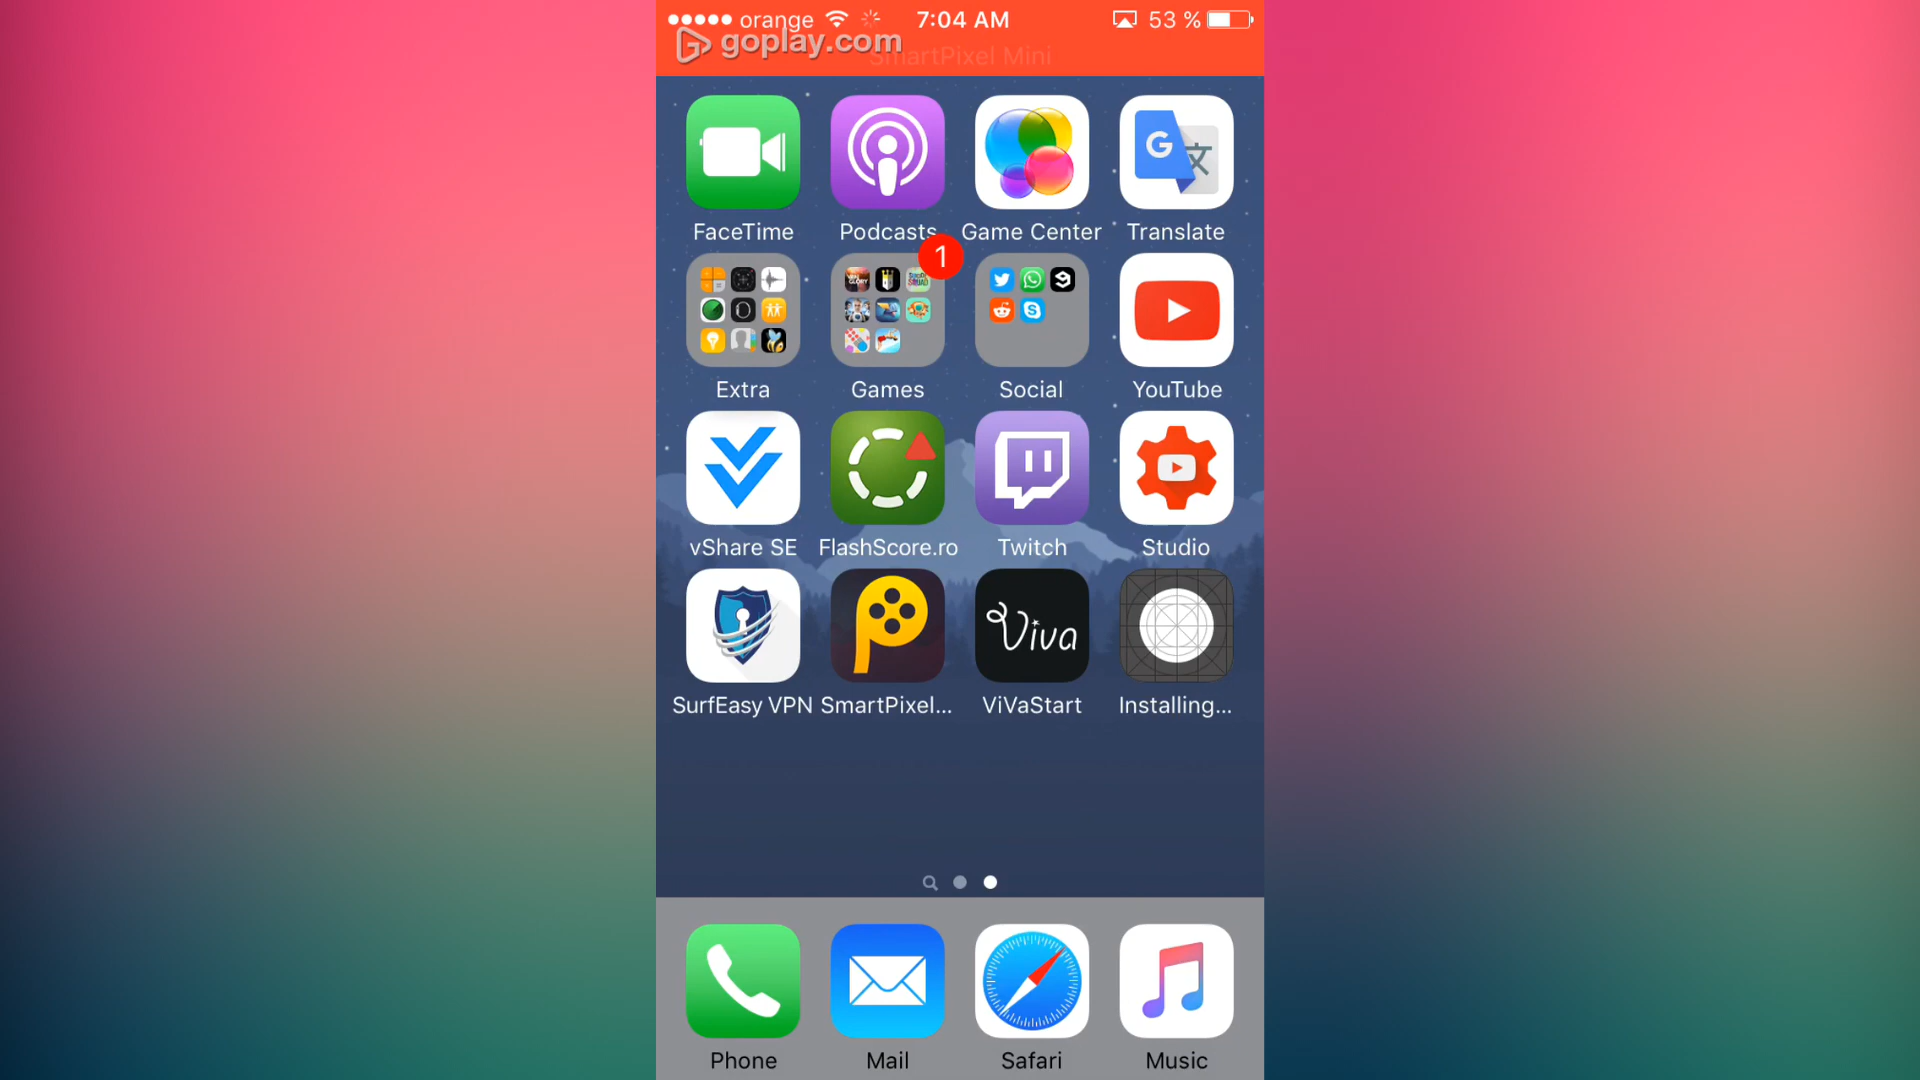 orange 7:04 AM 53 %
goplay.com
SmartPixel Mini
FaceTime Podcasts Game Center Translate
1
Extra Games Social YouTube
vShare SE FlashScore.ro Twitch Studio
Viva
SurfEasy VPN SmartPixel... ViVaStart Installing...
Phone Mail Safari Music